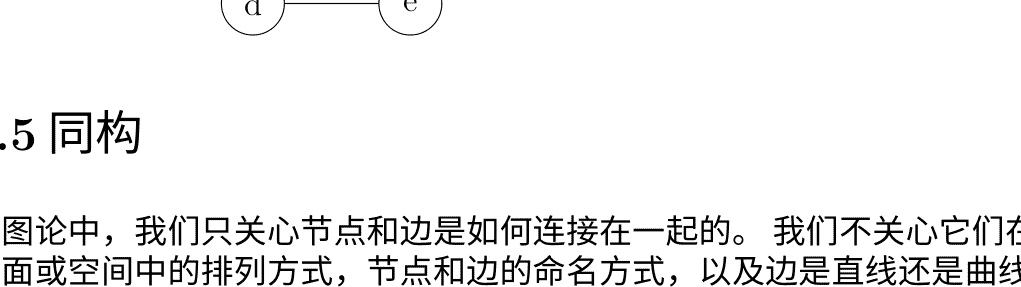 d e
.5 同构
图论中，我们只关心节点和边是如何连接在一起的。 我们不关心它们在
面或空间中的排列方式，节点和边的命名方式，以及边是直线还是曲线